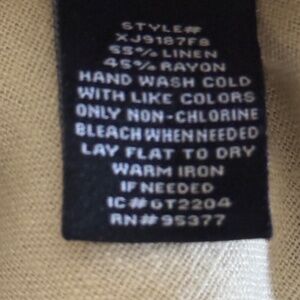 STYLE#
XJ9187F8
55% LINEN
45% RAYON
HAND WASH COLD
WITH LIKE COLORS
ONLY NON-CHLORINE
BLEACH WHEN NEEDED
LAY FLAT TO DRY
WARM IRON
IF NEEDED
IC# GT2204
RN# 95377